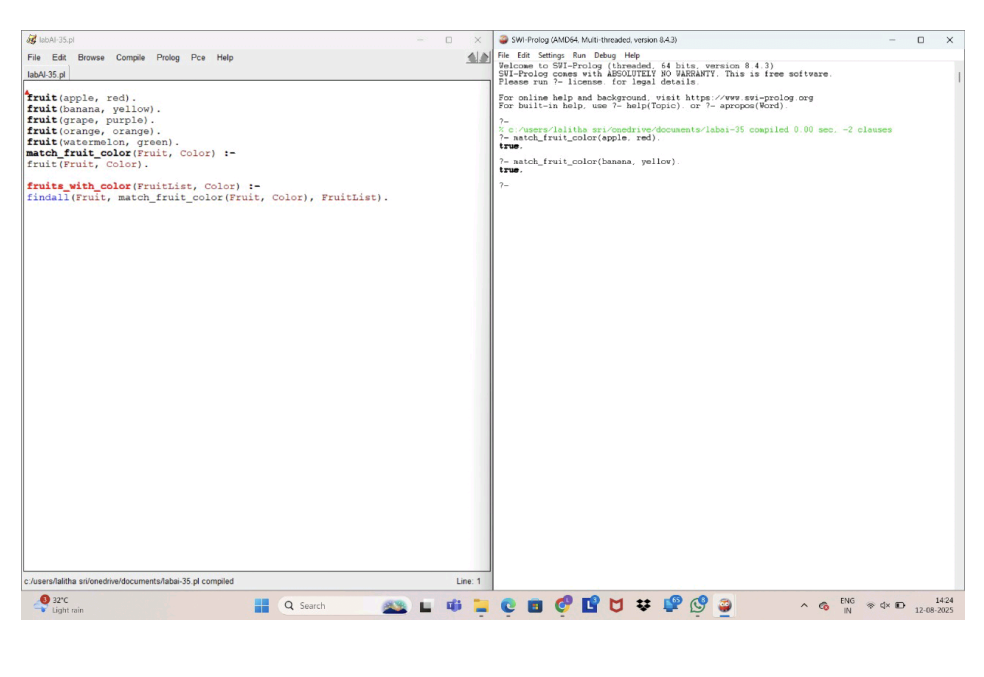 labAI-35.pl
File Edit Browse Compile Prolog Pce Help
labAI-35.pl
fruit(apple, red).
fruit(banana, yellow).
fruit(grape, purple).
fruit(orange, orange).
fruit(watermelon, green).
match_fruit_color(Fruit, Color) :-
fruit(Fruit, Color).
fruits_with_color(FruitList, Color) :-
findall(Fruit, match_fruit_color(Fruit, Color), FruitList).
c:/users/lalitha sri/onedrive/documents/labai-35.pl compiled
Line: 1
SWI-Prolog (AMD64, Multi-threaded, version 8.4.3)
File Edit Settings Run Debug Help
Welcome to SWI-Prolog (threaded, 64 bits, version 8.4.3)
SWI-Prolog comes with ABSOLUTELY NO WARRANTY. This is free software.
Please run ?- license. for legal details.
For online help and background, visit https://www.swi-prolog.org
For built-in help, use ?- help(Topic). or ?- apropos(Word).
?-
% c:/users/lalitha sri/onedrive/documents/labai-35 compiled 0.00 sec, -2 clauses
?- match_fruit_color(apple, red).
true.
?- match_fruit_color(banana, yellow).
true.
?-
3
32°C
Light rain
Search
65
ENG
IN
14:24
12-08-2025